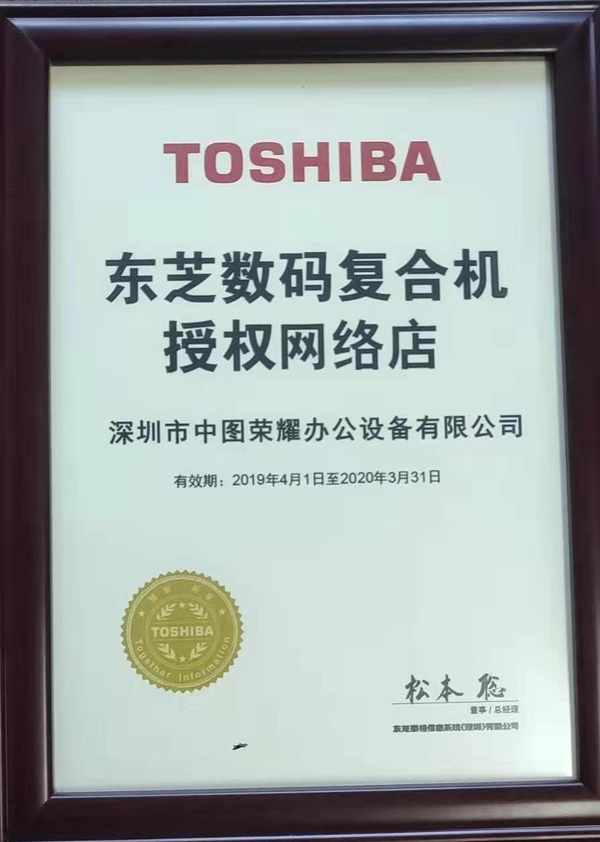 TOSHIBA
东芝数码复合机
授权网络店
深圳市中图荣耀办公设备有限公司
有效期：2019年4月1日至2020年3月31日
TOSHIBA
Together Information
松本 聡
董事 / 总经理
东芝泰格信息系统(深圳)有限公司